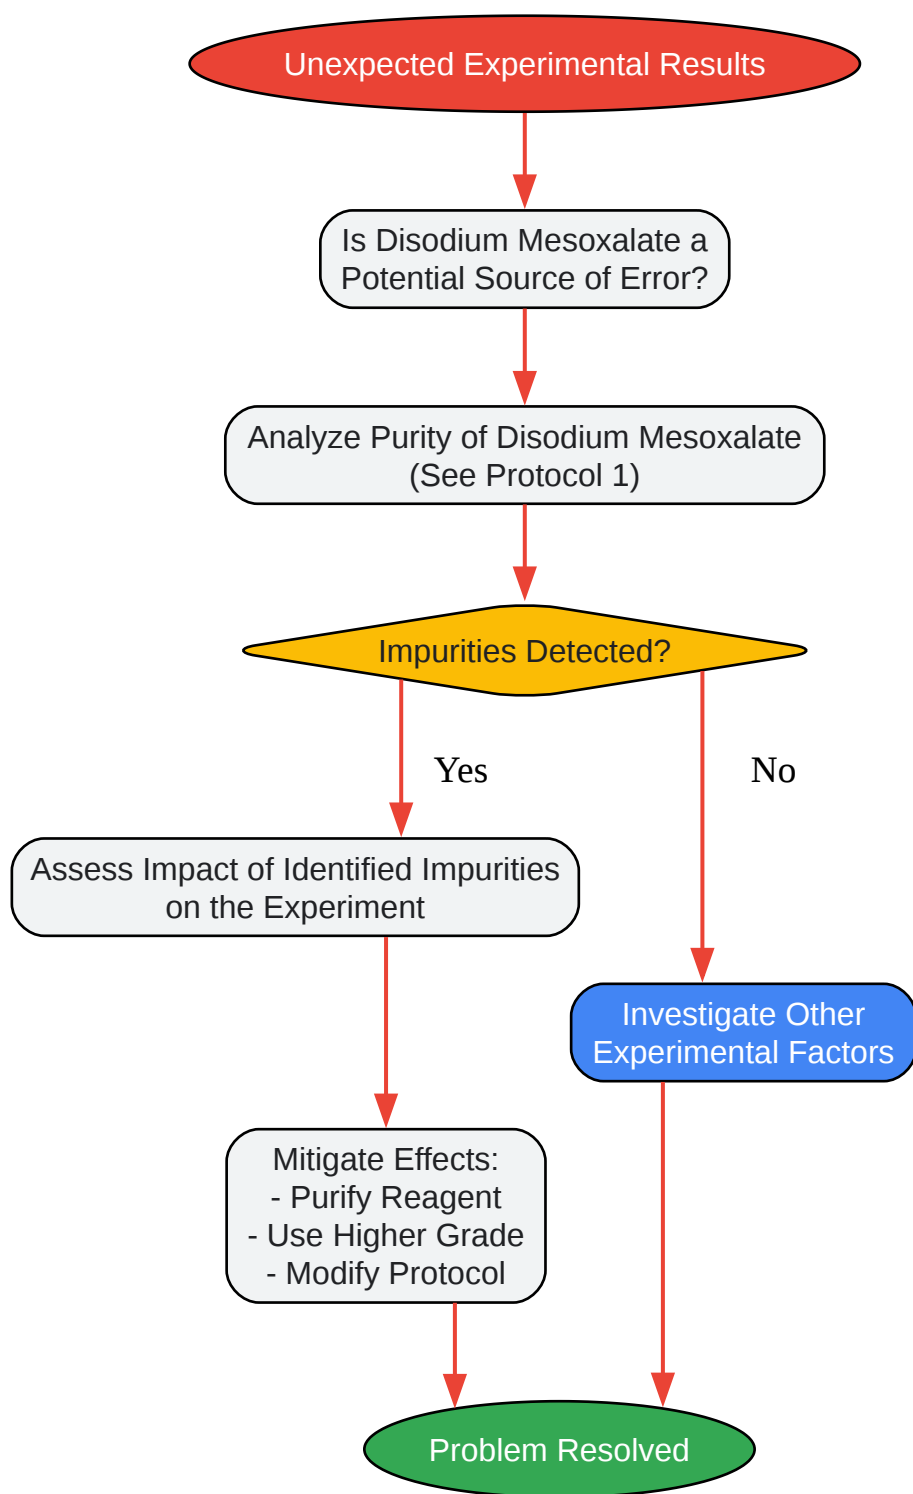 Unexpected Experimental Results
Is Disodium Mesoxalate a
Potential Source of Error?
Analyze Purity of Disodium Mesoxalate
(See Protocol 1)
Impurities Detected?
Yes
No
Assess Impact of Identified Impurities
on the Experiment
Investigate Other
Experimental Factors
Mitigate Effects:
- Purify Reagent
- Use Higher Grade
- Modify Protocol
Problem Resolved